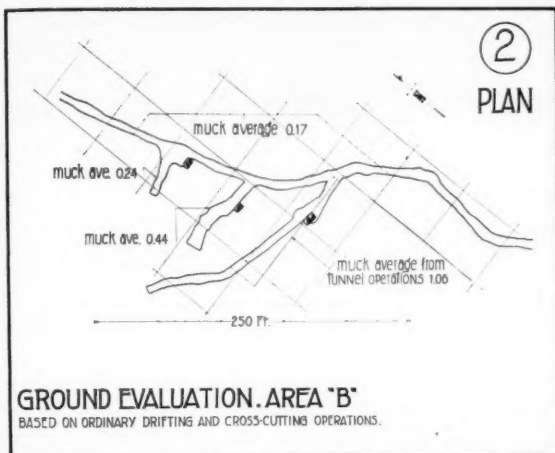 2
PLAN
muck average 0.17
muck ave. 0.24
muck ave. 0.44
muck average from
TUNNEL OPERATIONS 1.06
250 Ft.
GROUND EVALUATION. AREA "B"
BASED ON ORDINARY DRIFTING AND CROSS-CUTTING OPERATIONS.